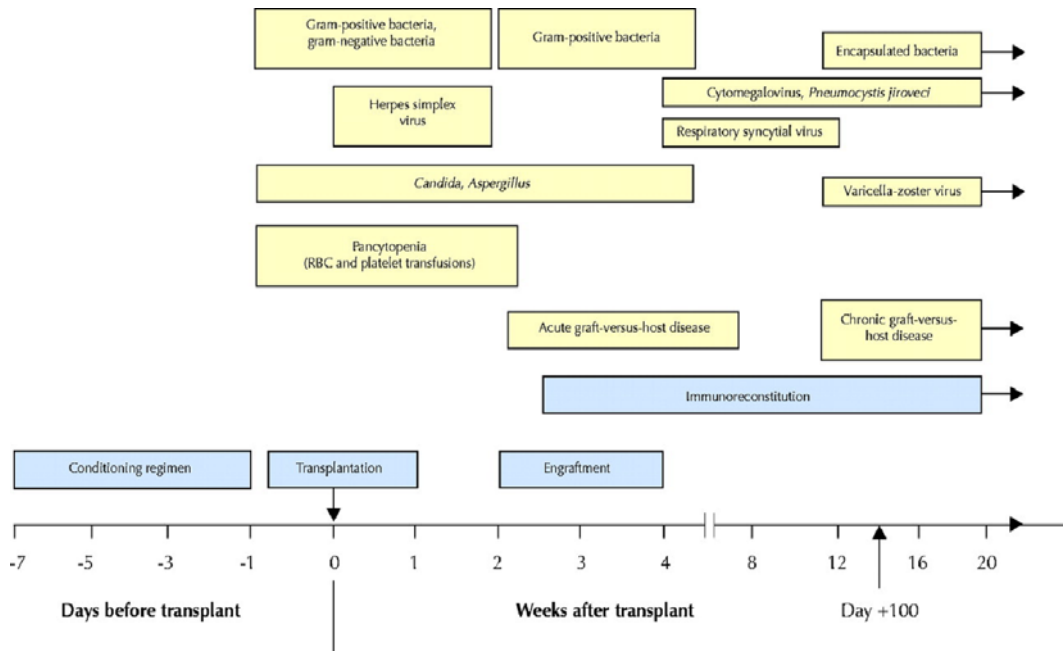 Gram-positive bacteria,
gram-negative bacteria
Gram-positive bacteria
Encapsulated bacteria
Cytomegalovirus, Pneumocystis jiroveci
Herpes simplex
virus
Respiratory syncytial virus
Candida, Aspergillus
Varicella-zoster virus
Pancytopenia
(RBC and platelet transfusions)
Acute graft-versus-host disease
Chronic graft-versus-
host disease
Immunoreconstitution
Conditioning regimen
Transplantation
Engraftment
-7 -5 -3 -1 0 1 2 3 4 8 12 16 20
Days before transplant
Weeks after transplant
Day +100